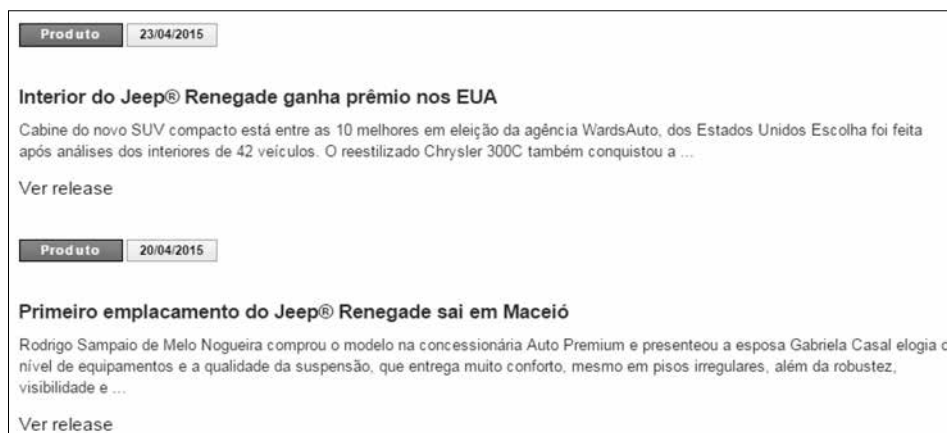 Produto 23/04/2015
Interior do Jeep® Renegade ganha prêmio nos EUA
Cabine do novo SUV compacto está entre as 10 melhores em eleição da agência WardsAuto, dos Estados Unidos Escolha foi feita
após análises dos interiores de 42 veículos. O reestilizado Chrysler 300C também conquistou a ...
Ver release
Produto 20/04/2015
Primeiro emplacamento do Jeep® Renegade sai em Maceió
Rodrigo Sampaio de Melo Nogueira comprou o modelo na concessionária Auto Premium e presenteou a esposa Gabriela Casal elogia o
nível de equipamentos e a qualidade da suspensão, que entrega muito conforto, mesmo em pisos irregulares, além da robustez,
visibilidade e ...
Ver release